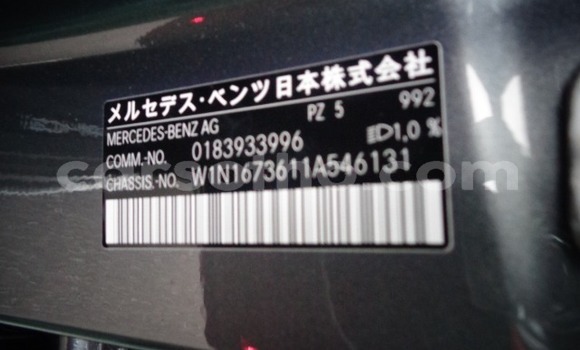 メルセデス・ベンツ日本株式会社
MERCEDES-BENZ AG PZ 5 992
COMM.-NO. 0183933996 1,0 %
CHASSIS.-NO. W1N1673611A546131